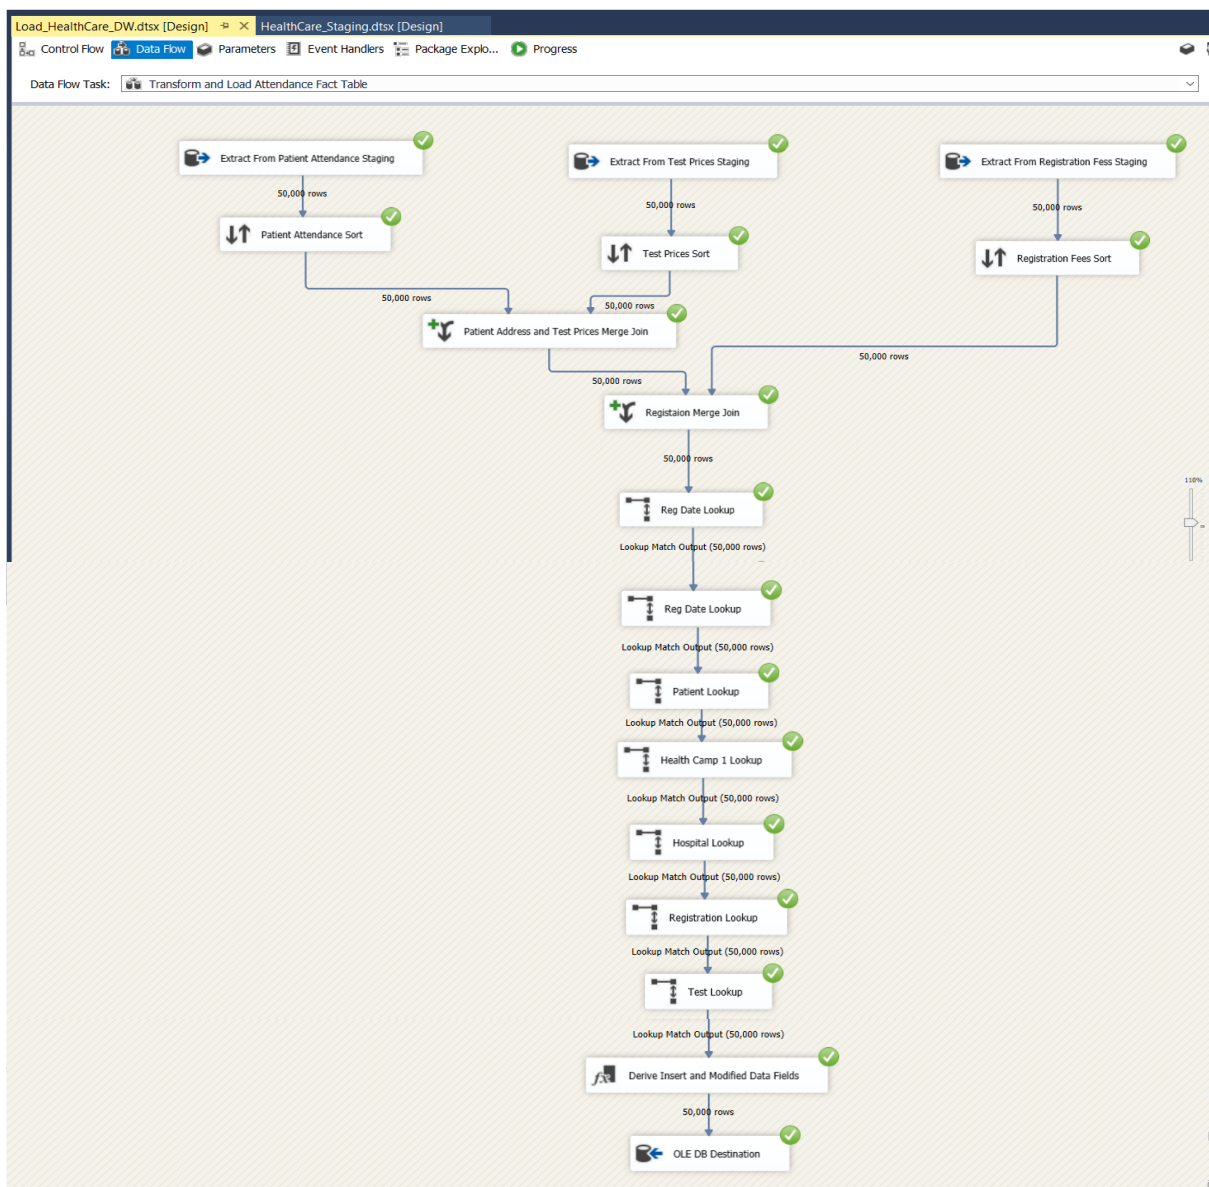 Load_HealthCare_DW.dtsx [Design]
HealthCare_Staging.dtsx [Design]
Control Flow
Data Flow
Parameters
Event Handlers
Package Explo...
Progress
Data Flow Task:
Transform and Load Attendance Fact Table
Extract From Patient Attendance Staging
Extract From Test Prices Staging
Extract From Registration Fess Staging
50,000 rows
50,000 rows
50,000 rows
Patient Attendance Sort
Test Prices Sort
Registration Fees Sort
50,000 rows
50,000 rows
Patient Address and Test Prices Merge Join
50,000 rows
50,000 rows
Registaion Merge Join
50,000 rows
110%
Reg Date Lookup
Lookup Match Output (50,000 rows)
Reg Date Lookup
Lookup Match Output (50,000 rows)
Patient Lookup
Lookup Match Output (50,000 rows)
Health Camp 1 Lookup
Lookup Match Output (50,000 rows)
Hospital Lookup
Lookup Match Output (50,000 rows)
Registration Lookup
Lookup Match Output (50,000 rows)
Test Lookup
Lookup Match Output (50,000 rows)
Derive Insert and Modified Data Fields
50,000 rows
OLE DB Destination